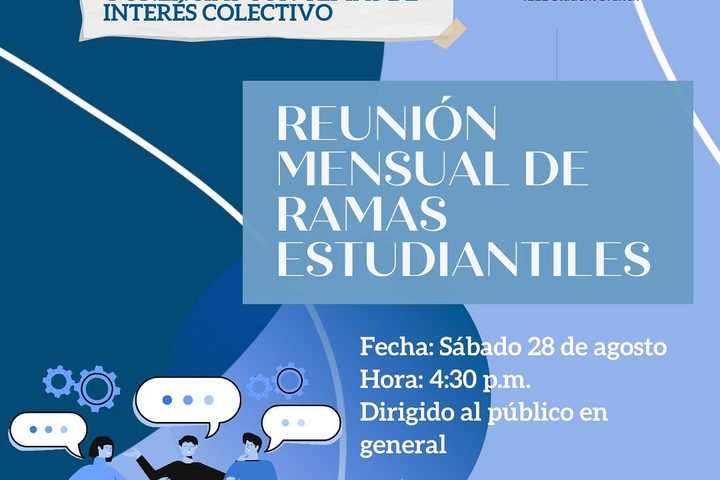 INTERÉS COLECTIVO
REUNIÓN
MENSUAL DE
RAMAS
ESTUDIANTILES
Fecha: Sábado 28 de agosto
Hora: 4:30 p.m.
Dirigido al público en
general